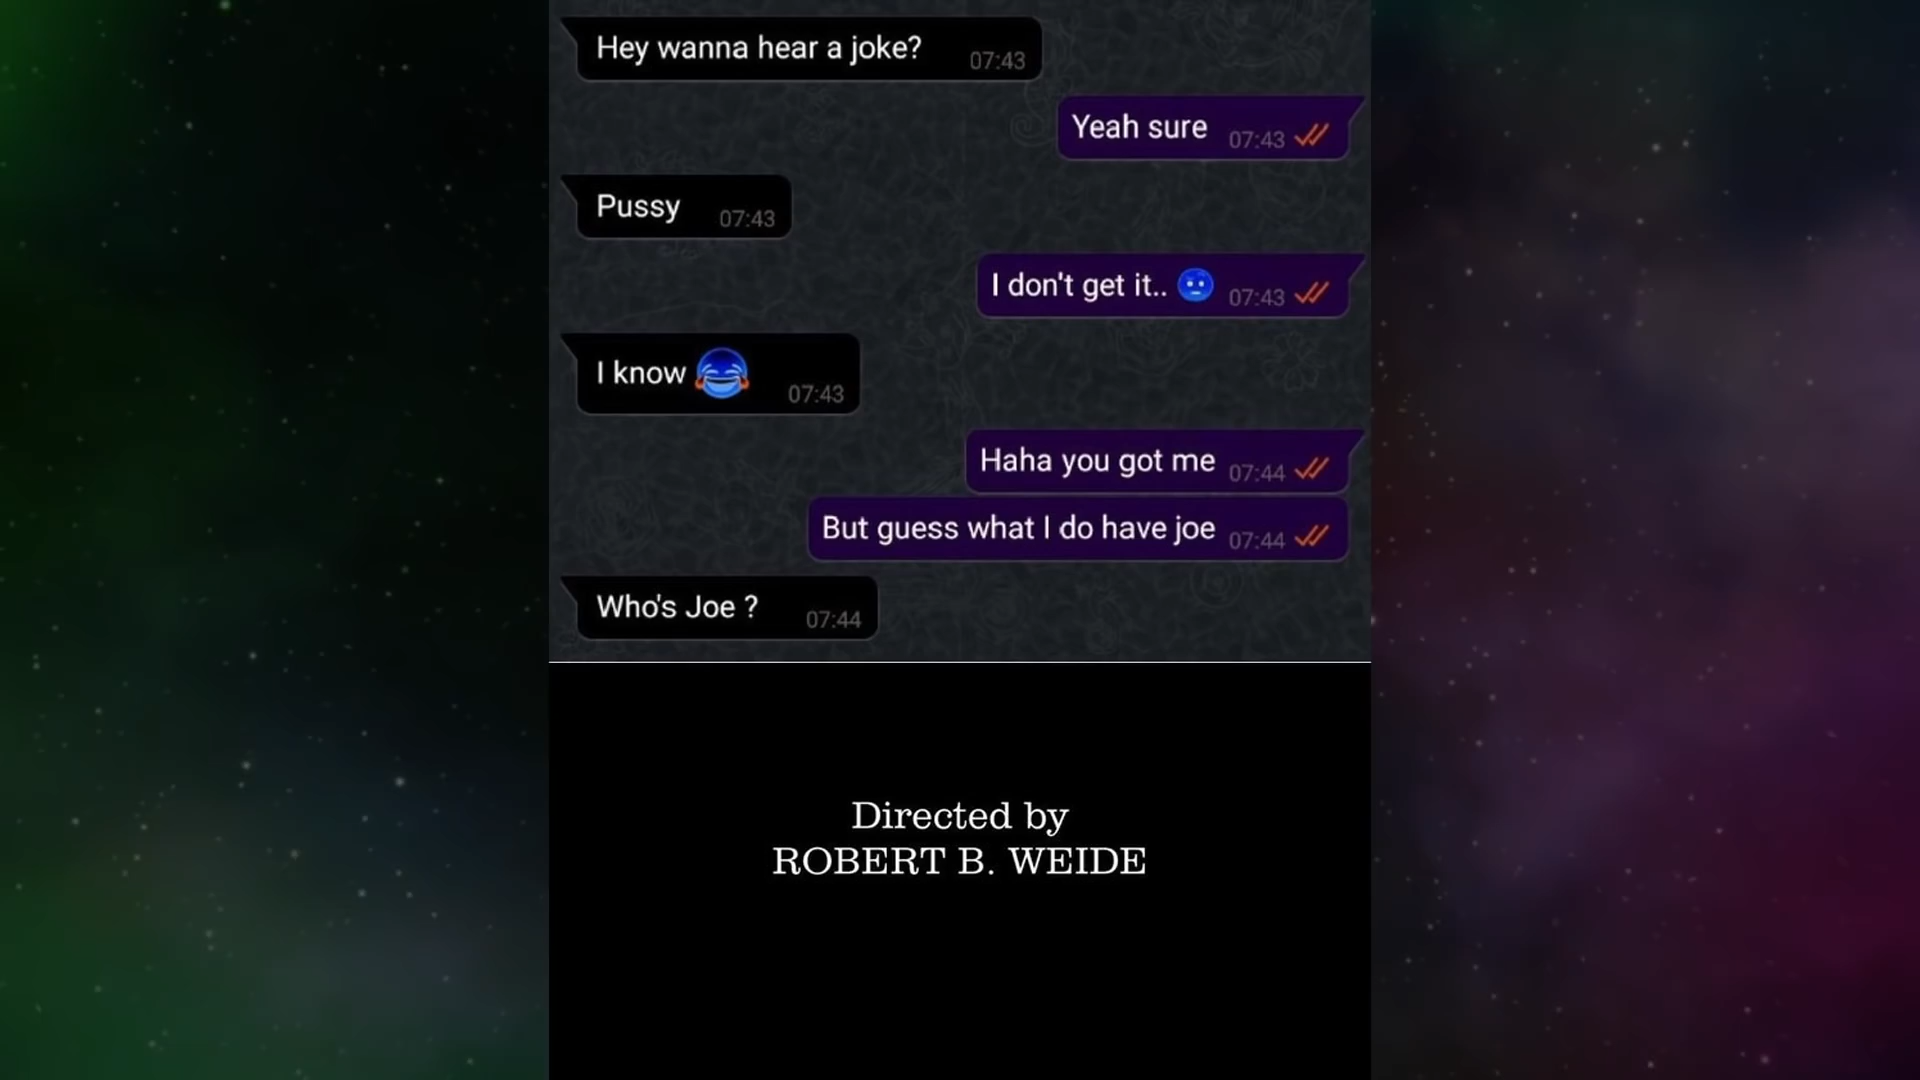 Hey wanna hear a joke? 07:43
Yeah sure 07:43
Pussy 07:43
I don't get it.. 07:43
I know 07:43
Haha you got me 07:44
But guess what I do have joe 07:44
Who's Joe ? 07:44
Directed by
ROBERT B. WEIDE